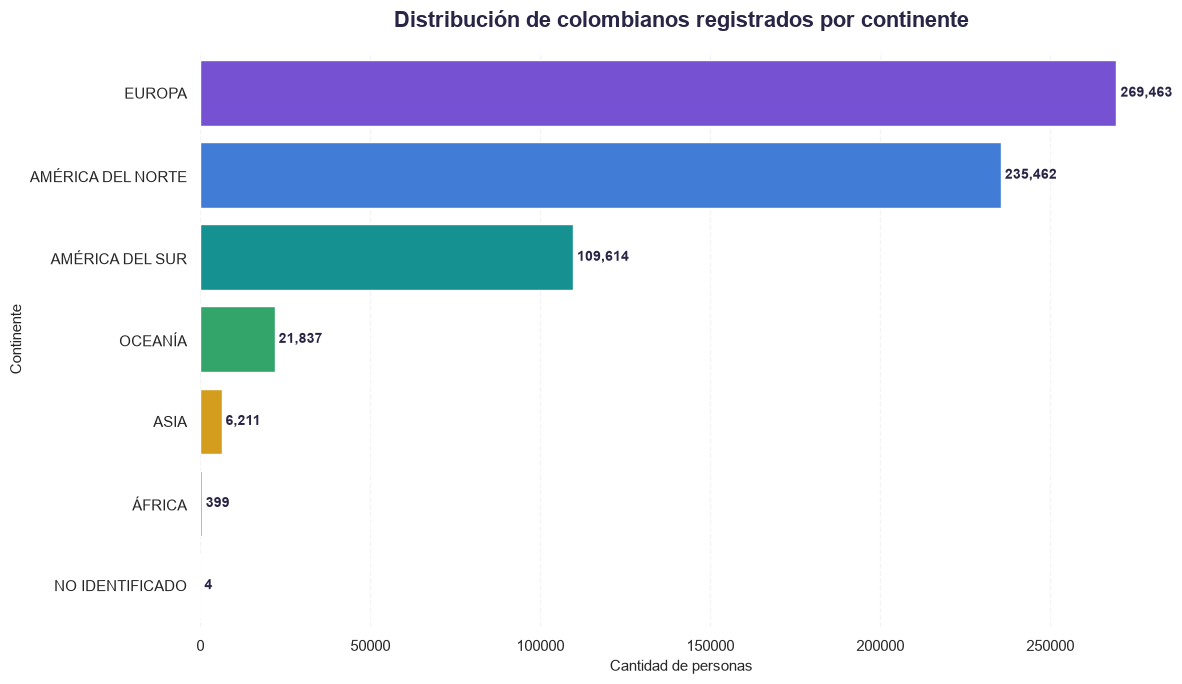 Distribución de colombianos registrados por continente
EUROPA
269,463
AMÉRICA DEL NORTE
235,462
AMÉRICA DEL SUR
109,614
OCEANÍA
21,837
ASIA
6,211
ÁFRICA
399
NO IDENTIFICADO
4
Continente
0
50000
100000
150000
200000
250000
Cantidad de personas